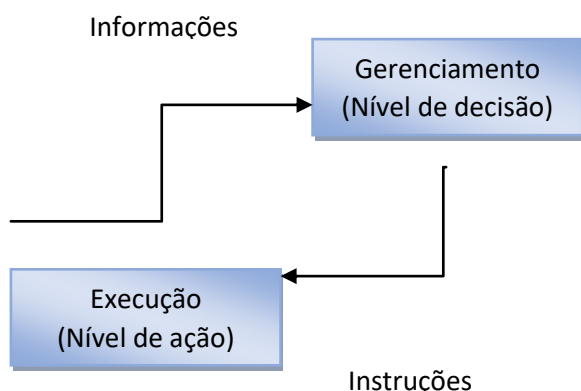 Informações
Gerenciamento
(Nível de decisão)
Execução
(Nível de ação)
Instruções